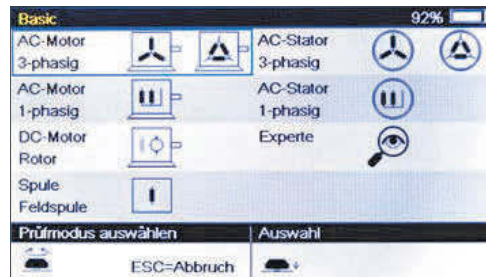 Basic 92%
AC-Motor
3-phasig
AC-Stator
3-phasig
AC-Motor
1-phasig
AC-Stator
1-phasig
DC-Motor
Rotor
Experte
Spule
Feldspule
Prüfmodus auswählen
Auswahl
ESC=Abbruch